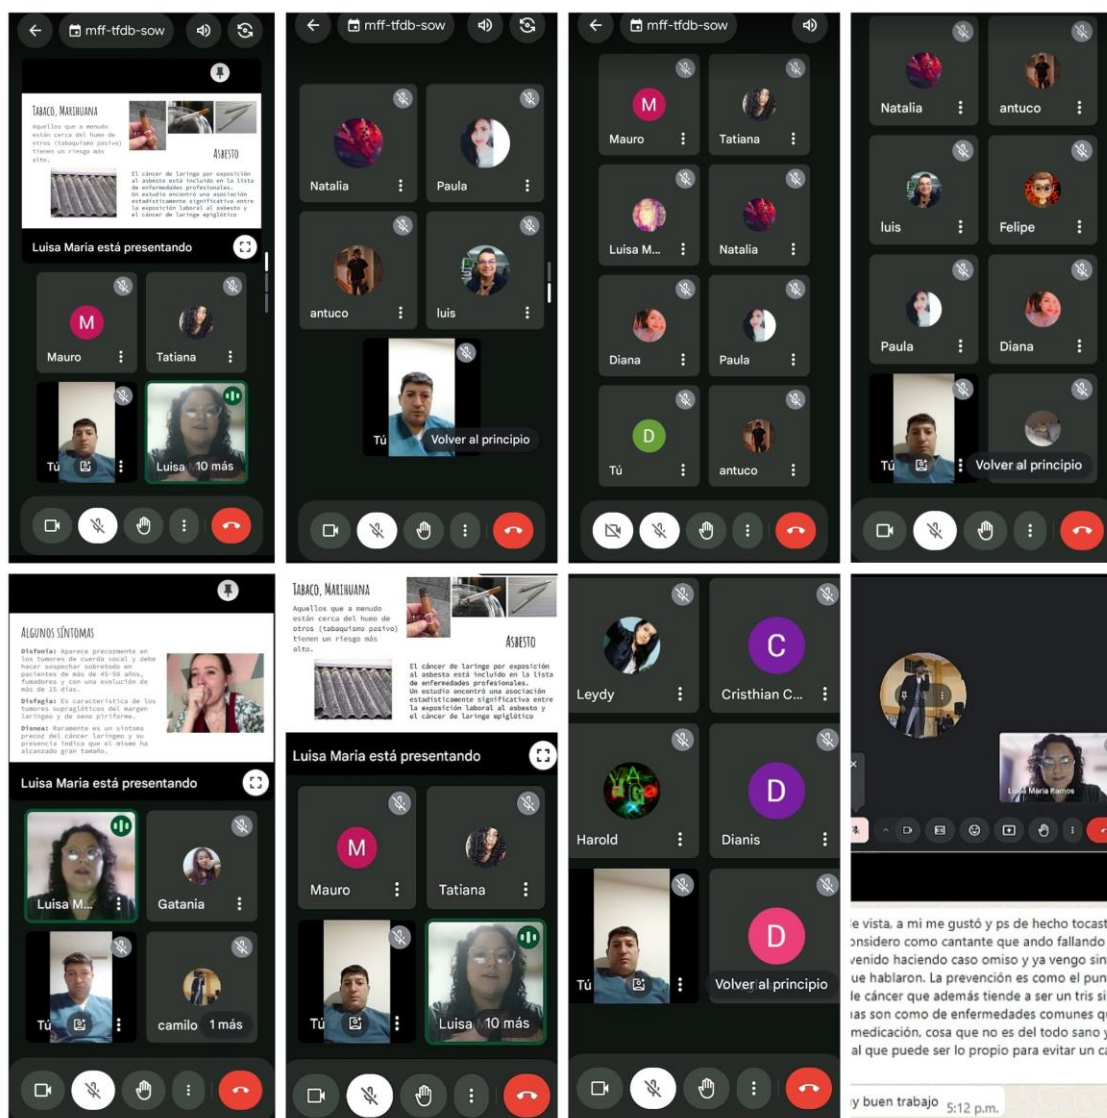 mff-tfdb-sow
TABACO, MARIHUANA
Aquellos que a menudo
están cerca del humo de
otros (tabaquismo pasivo)
tienen un riesgo más
alto.
ASBESTO
El cáncer de laringe por exposición
al asbesto está incluido en la lista
de enfermedades profesionales.
Un estudio encontró una asociación
estadísticamente significativa entre
la exposición laboral al asbesto y
el cáncer de laringe epiglótico
Luisa Maria está presentando
M
Mauro
Tatiana
Tú
Luisa
10 más
mff-tfdb-sow
Natalia
Paula
antuco
luis
Tú
Volver al principio
mff-tfdb-sow
M
Mauro
Tatiana
Luisa M...
Natalia
Diana
Paula
D
Tú
antuco
Natalia
antuco
luis
Felipe
Paula
Diana
Tú
Volver al principio
ALGUNOS SÍNTOMAS
Disfonía: Aparece precozmente en
los tumores de cuerda vocal y debe
hacer sospechar sobretodo en
pacientes de más de 45-50 años,
fumadores y con una evolución de
más de 15 días.
Disfagia: Es característica de los
tumores supraglóticos del margen
laríngeo y de seno piriforme.
Disnea: Raramente es un síntoma
precoz del cáncer laríngeo y su
presencia indica que el mismo ha
alcanzado gran tamaño.
Luisa Maria está presentando
Luisa M...
Gatania
Tú
camilo
1 más
TABACO, MARIHUANA
Aquellos que a menudo
están cerca del humo de
otros (tabaquismo pasivo)
tienen un riesgo más
alto.
ASBESTO
El cáncer de laringe por exposición
al asbesto está incluido en la lista
de enfermedades profesionales.
Un estudio encontró una asociación
estadísticamente significativa entre
la exposición laboral al asbesto y
el cáncer de laringe epiglótico
Luisa Maria está presentando
M
Mauro
Tatiana
Tú
Luisa
10 más
Leydy
C
Cristhian C...
Harold
D
Dianis
Tú
D
Volver al principio
Luisa Maria Ramos
vista, a mi me gustó y ps de hecho tocast
onsidero como cantante que ando fallando
venido haciendo caso omiso y ya vengo sin
ue hablaron. La prevención es como el pun
de cáncer que además tiende a ser un tris si
as son como de enfermedades comunes qu
medicación, cosa que no es del todo sano y
al que puede ser lo propio para evitar un ca
y buen trabajo
5:12 p.m.